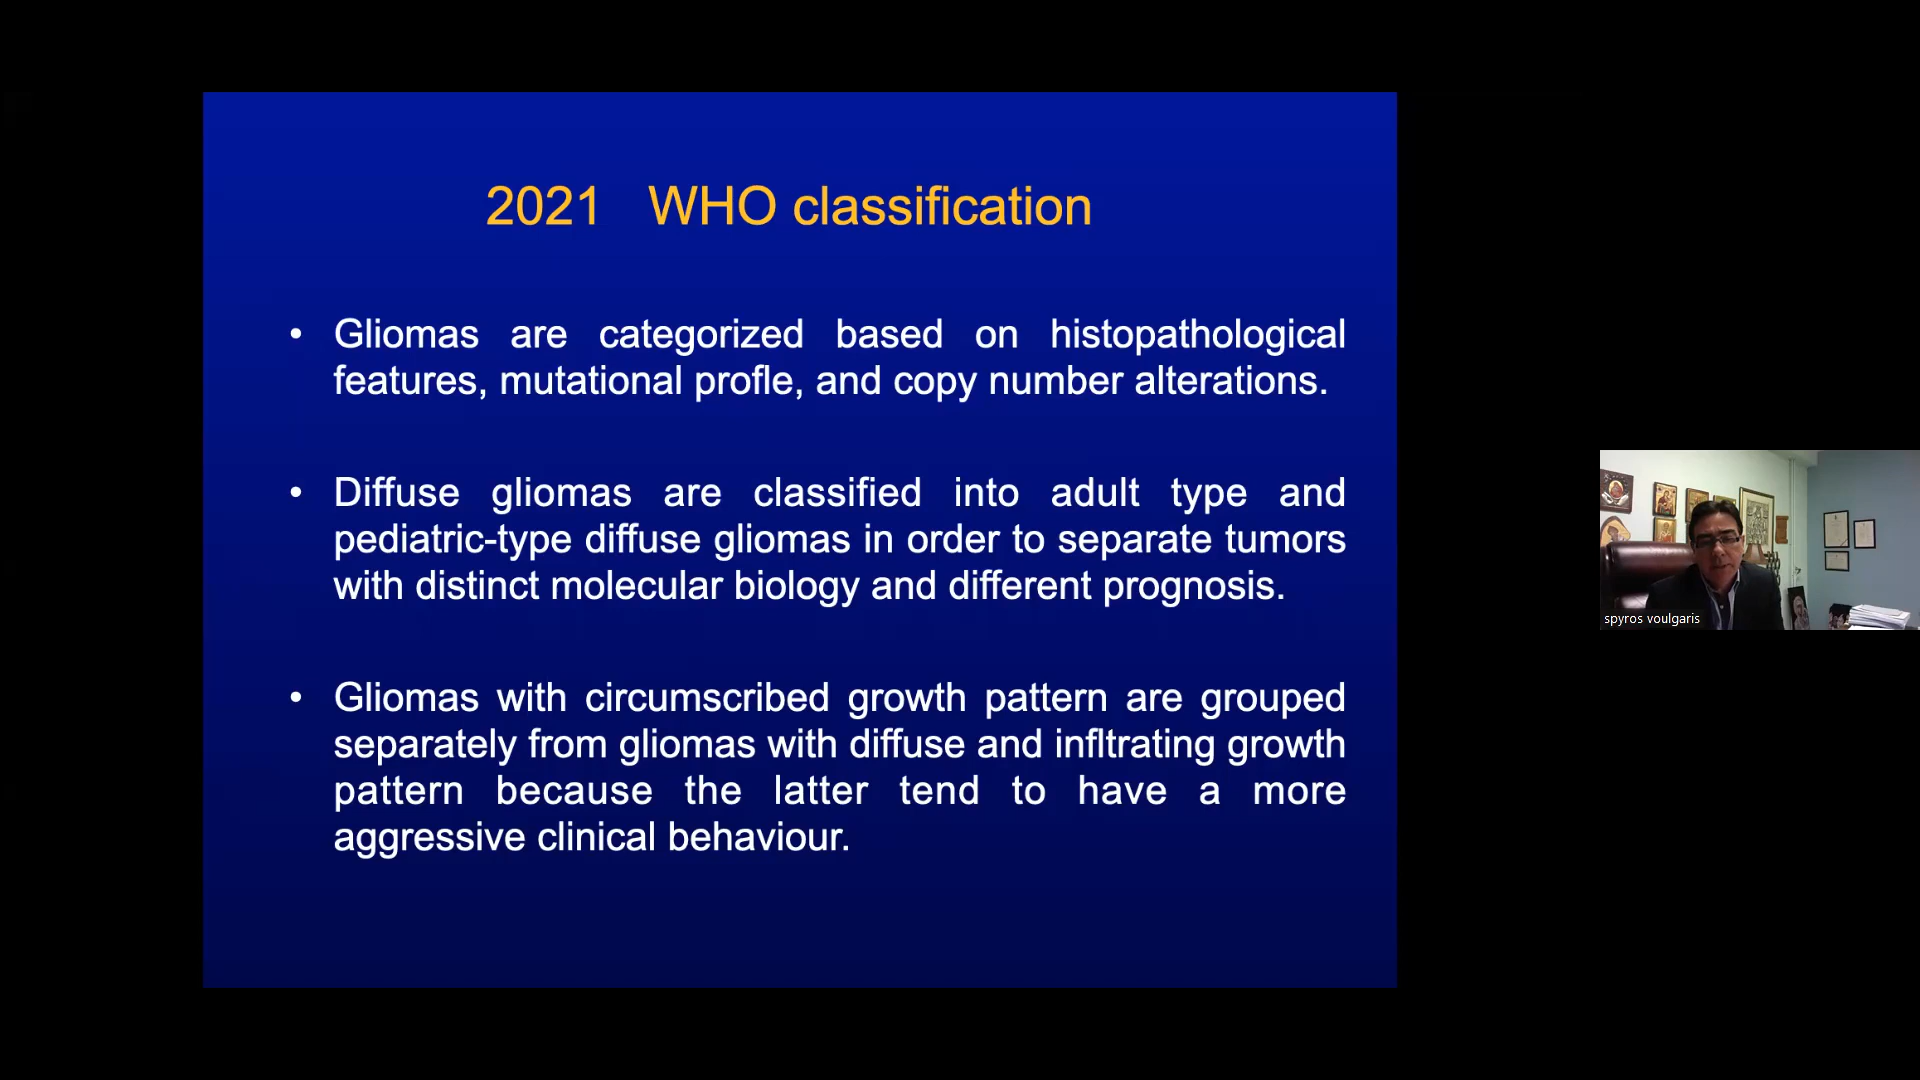 2021 WHO classification
• Gliomas are categorized based on histopathological
features, mutational profle, and copy number alterations.
• Diffuse gliomas are classified into adult type and
pediatric-type diffuse gliomas in order to separate tumors
with distinct molecular biology and different prognosis.
• Gliomas with circumscribed growth pattern are grouped
separately from gliomas with diffuse and infltrating growth
pattern because the latter tend to have a more
aggressive clinical behaviour.
spyros voulgaris